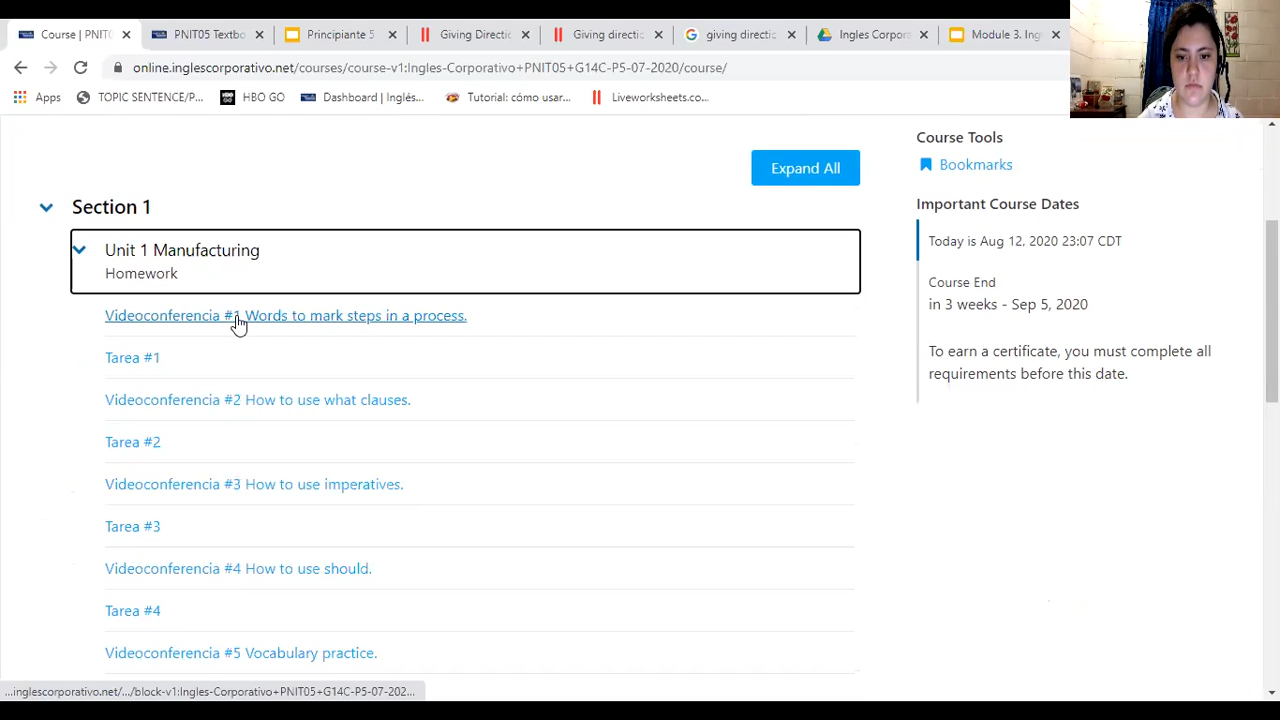 Course | PNIT0
PNIT05 Textbo
Principiante 5
Giving Directic
Giving directic
giving directic
Ingles Corpora
Module 3. Ing
online.inglescorporativo.net/courses/course-v1:Ingles-Corporativo+PNIT05+G14C-P5-07-2020/course/
Apps
TOPIC SENTENCE/P...
HBO GO
Dashboard | Inglés...
Tutorial: cómo usar...
Liveworksheets.co...
Course Tools
Bookmarks
Expand All
Important Course Dates
Section 1
Today is Aug 12, 2020 23:07 CDT
Unit 1 Manufacturing
Homework
Course End
in 3 weeks - Sep 5, 2020
Videoconferencia #1 Words to mark steps in a process.
To earn a certificate, you must complete all
requirements before this date.
Tarea #1
Videoconferencia #2 How to use what clauses.
Tarea #2
Videoconferencia #3 How to use imperatives.
Tarea #3
Videoconferencia #4 How to use should.
Tarea #4
Videoconferencia #5 Vocabulary practice.
...inglescorporativo.net/.../block-v1:Ingles-Corporativo+PNIT05+G14C-P5-07-202...